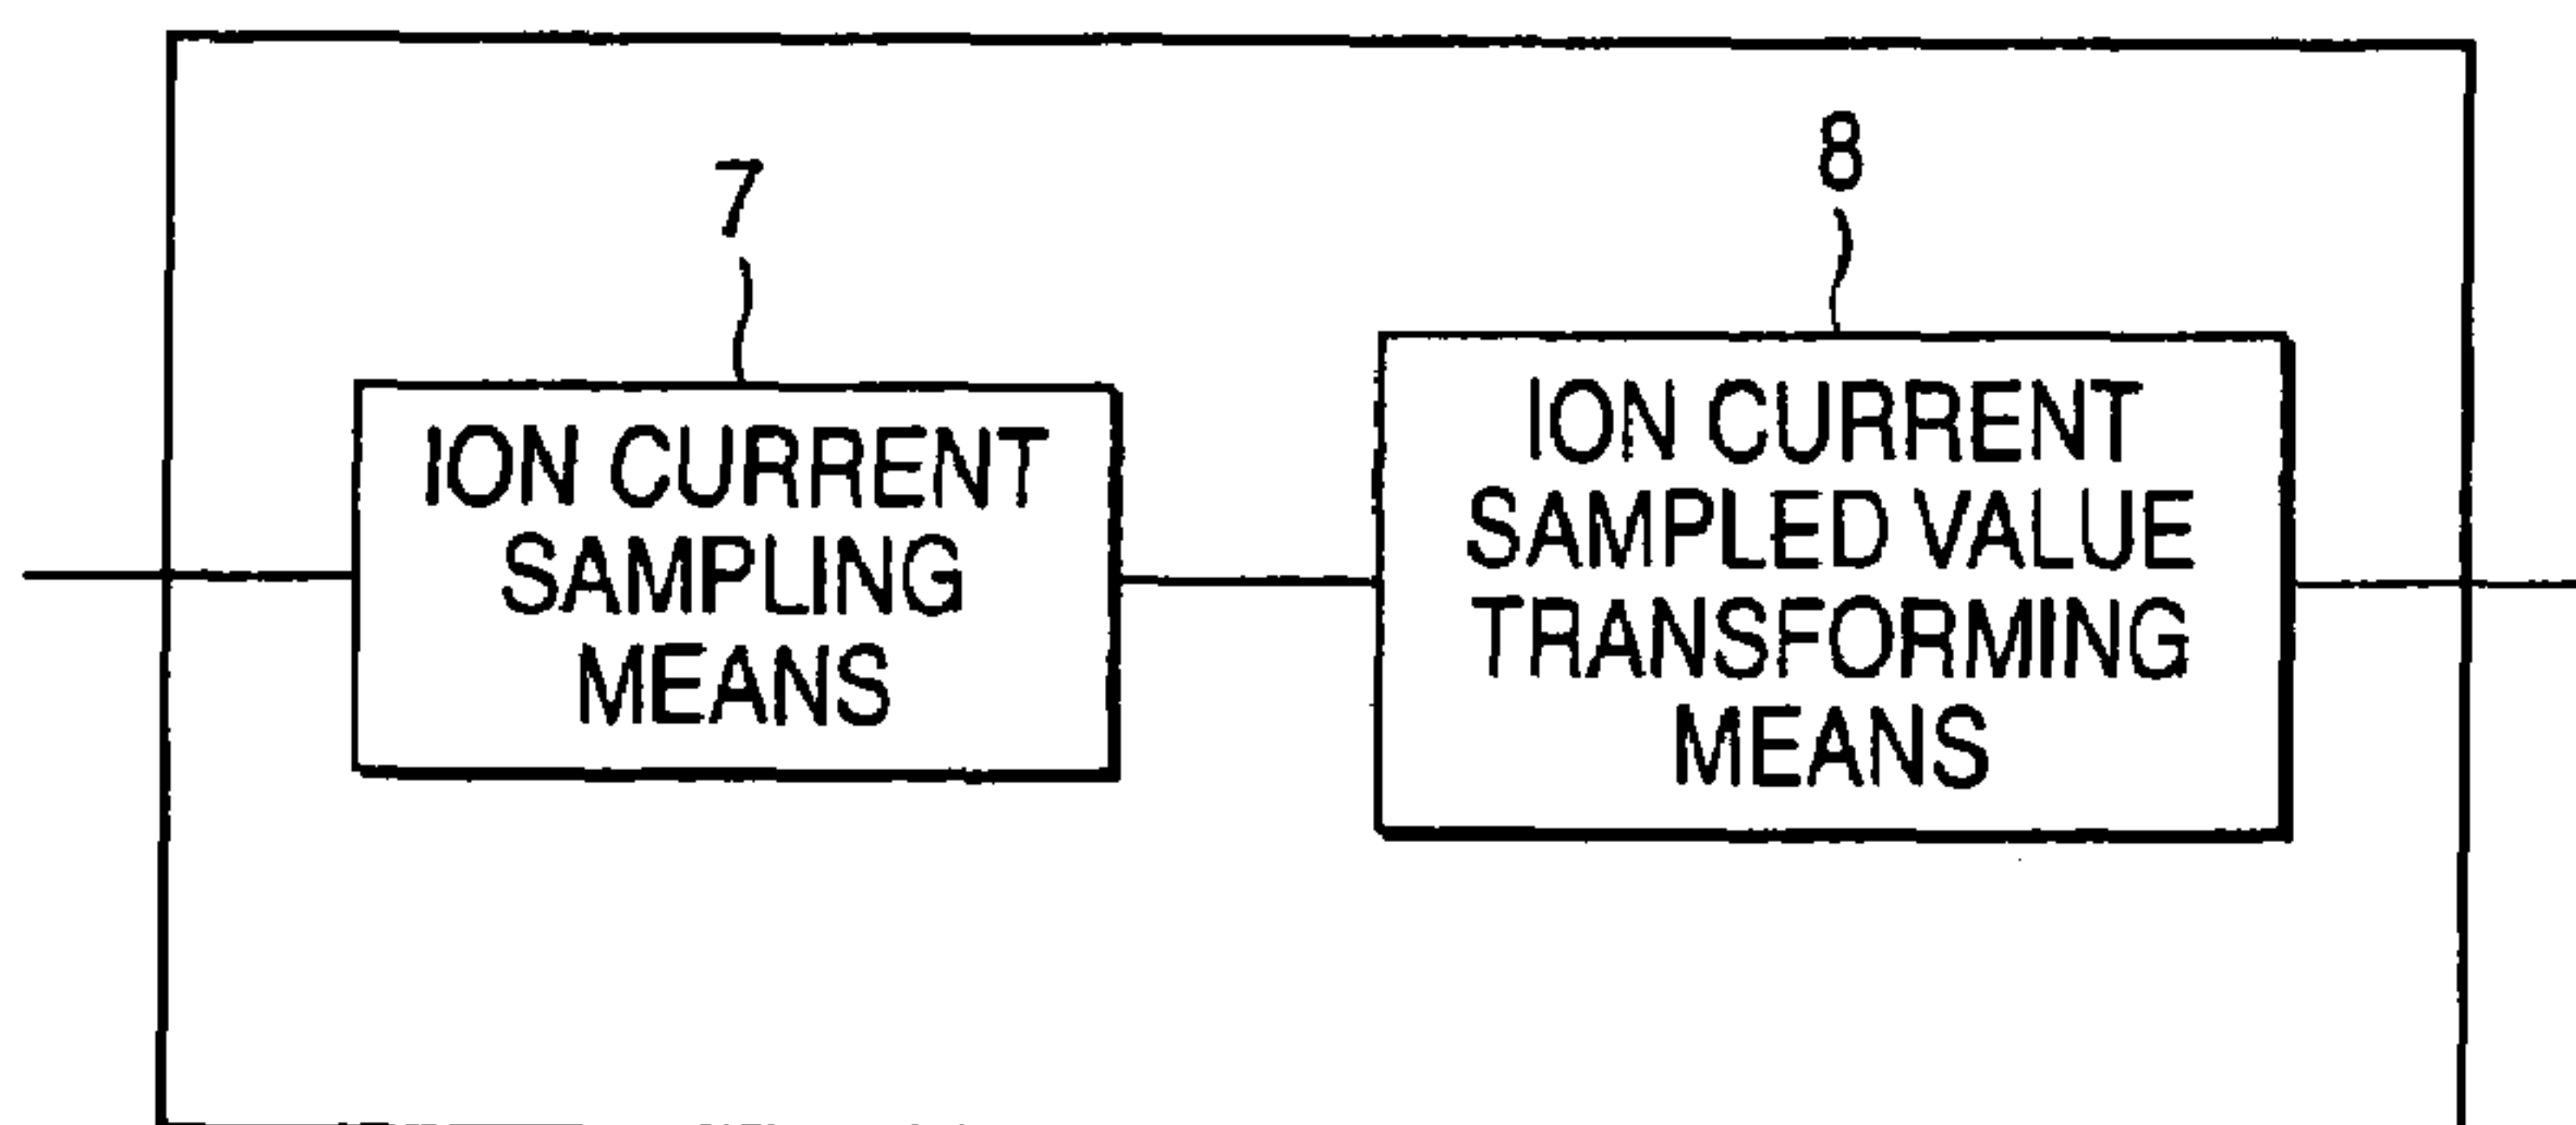 7
ION CURRENT
SAMPLING
MEANS
8
ION CURRENT
SAMPLED VALUE
TRANSFORMING
MEANS